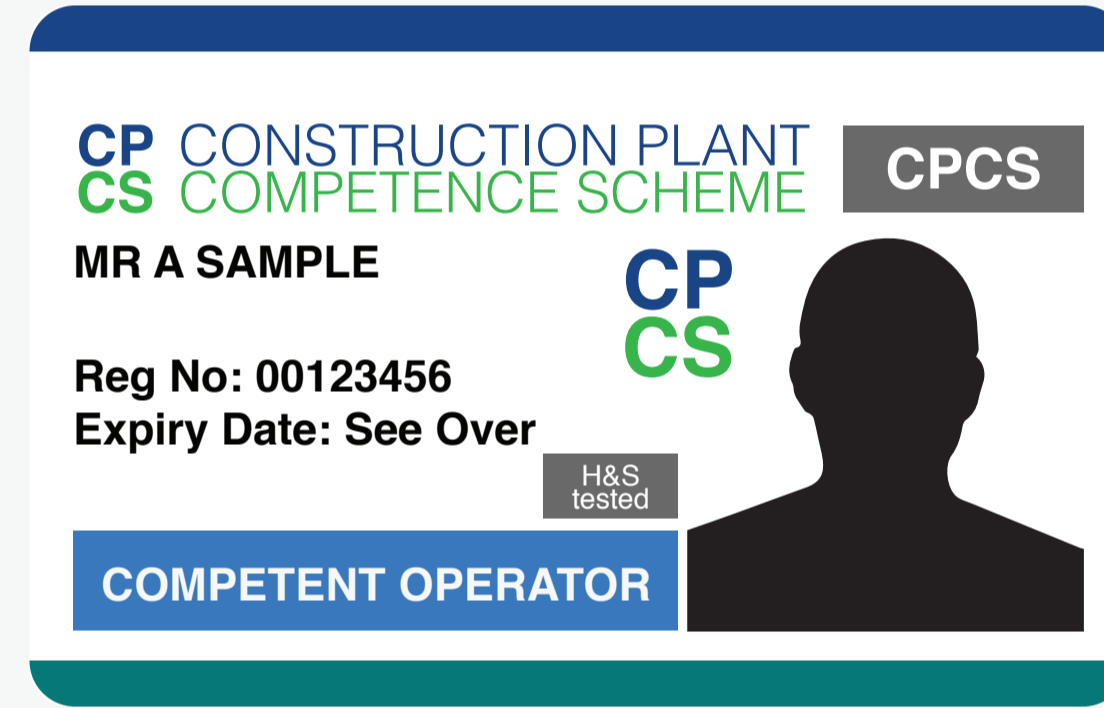 CP CONSTRUCTION PLANT
CS COMPETENCE SCHEME
CPCS
MR A SAMPLE
CP
CS
Reg No: 00123456
Expiry Date: See Over
H&S
tested
COMPETENT OPERATOR